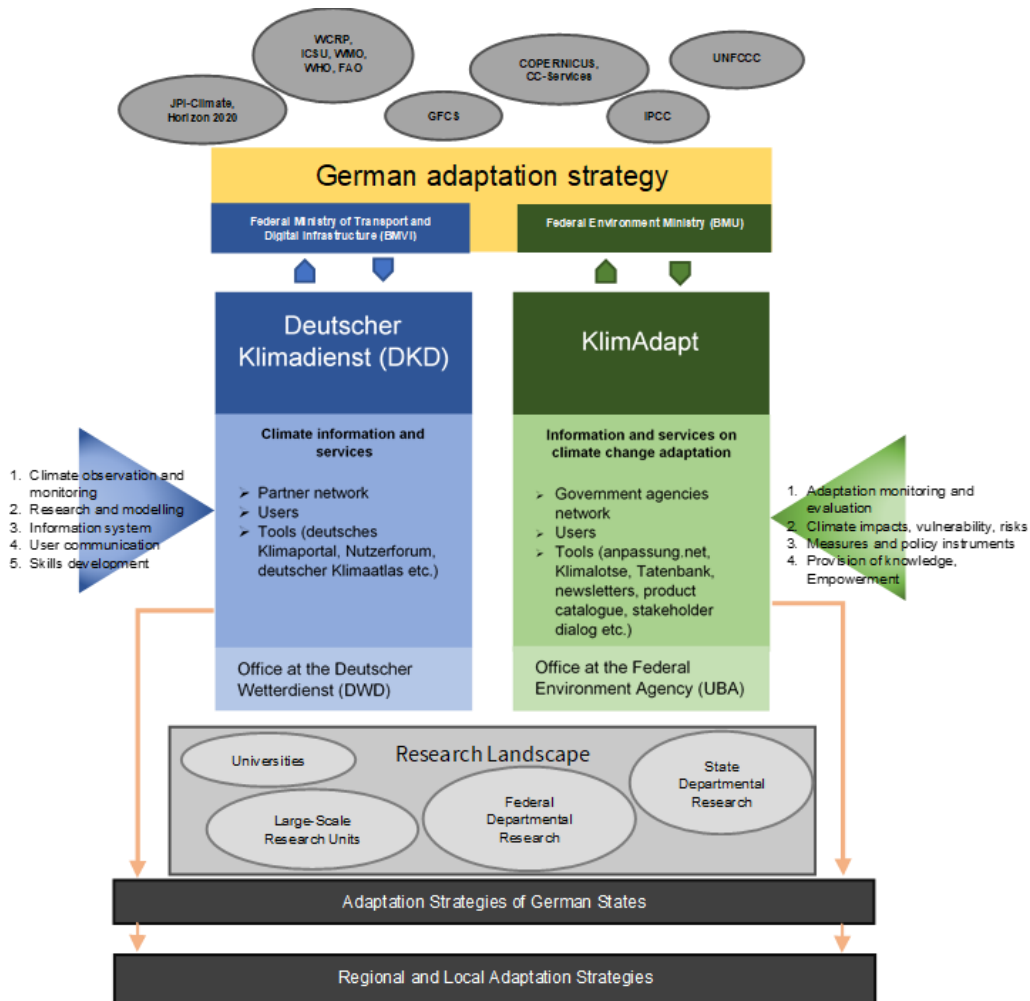 WCRP,
ICSU, WMO,
WHO, FAO
COPERNICUS,
CC-Services
UNFCCC
JPI-Climate,
Horizon 2020
GFCS
IPCC
German adaptation strategy
Federal Ministry of Transport and
Digital Infrastructure (BMVI)
Federal Environment Ministry (BMU)
Deutscher
Klimadienst (DKD)
KlimAdapt
Climate information and
services
➢ Partner network
➢ Users
➢ Tools (deutsches
Klimaportal, Nutzerforum,
deutscher Klimaatlas etc.)
Information and services on
climate change adaptation
➢ Government agencies
network
➢ Users
➢ Tools (anpassung.net,
Klimalotse, Tatenbank,
newsletters, product
catalogue, stakeholder
dialog etc.)
1. Climate observation and
monitoring
2. Research and modelling
3. Information system
4. User communication
5. Skills development
1. Adaptation monitoring and
evaluation
2. Climate impacts, vulnerability, risks
3. Measures and policy instruments
4. Provision of knowledge,
Empowerment
Office at the Deutscher
Wetterdienst (DWD)
Office at the Federal
Environment Agency (UBA)
Research Landscape
Universities
Large-Scale
Research Units
Federal
Departmental
Research
State
Departmental
Research
Adaptation Strategies of German States
Regional and Local Adaptation Strategies